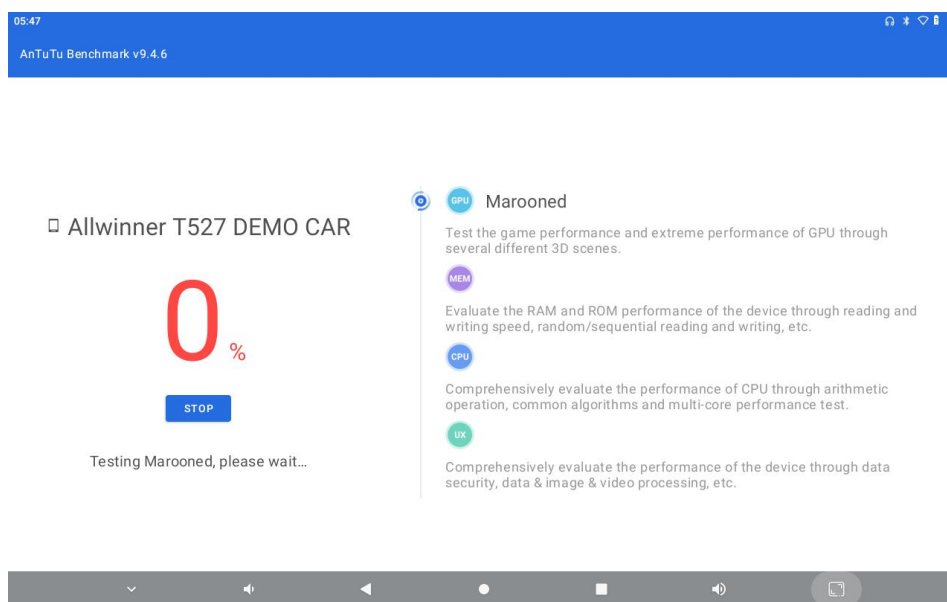 05:47
AnTuTu Benchmark v9.4.6
Allwinner T527 DEMO CAR
0%
STOP
Testing Marooned, please wait...
GPU Marooned
Test the game performance and extreme performance of GPU through
several different 3D scenes.
MEM
Evaluate the RAM and ROM performance of the device through reading and
writing speed, random/sequential reading and writing, etc.
CPU
Comprehensively evaluate the performance of CPU through arithmetic
operation, common algorithms and multi-core performance test.
UX
Comprehensively evaluate the performance of the device through data
security, data & image & video processing, etc.